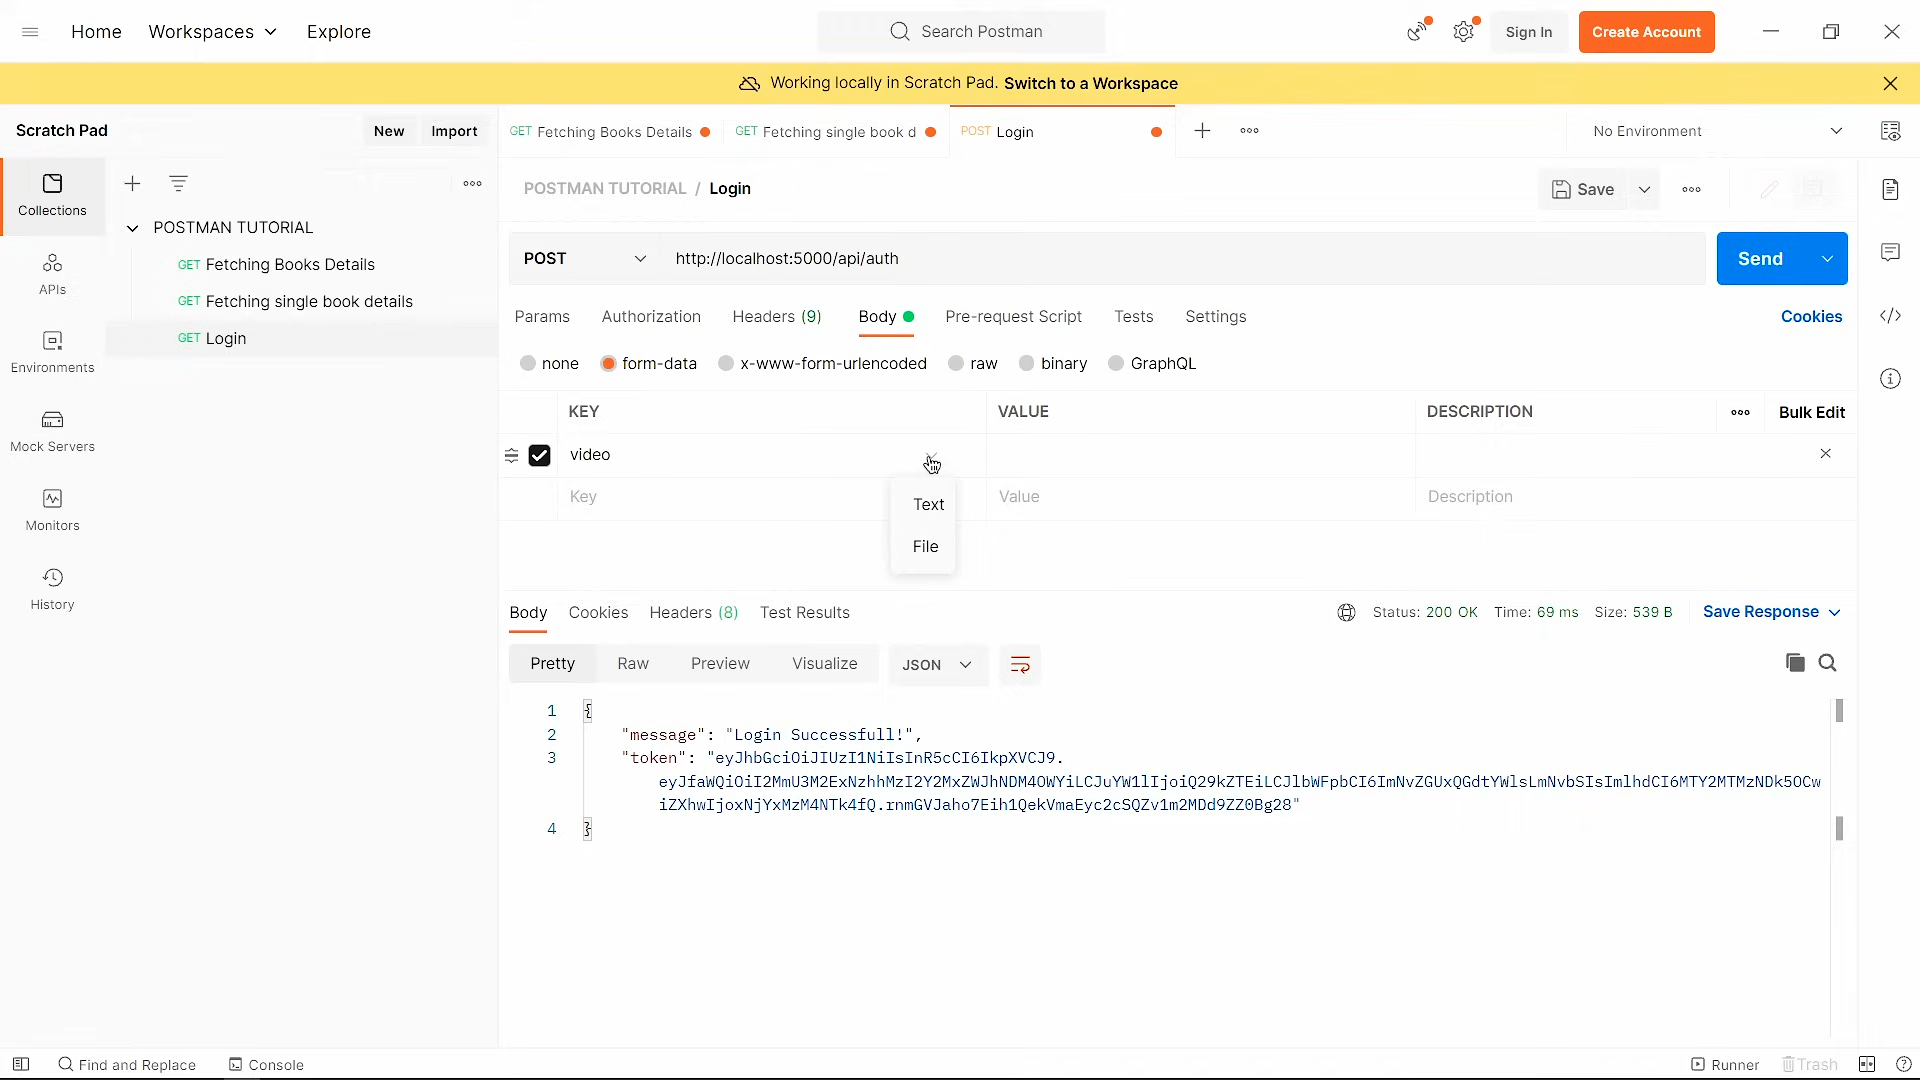 Home Workspaces Explore Search Postman Sign In Create Account
Working locally in Scratch Pad. Switch to a Workspace
Scratch Pad New Import GET Fetching Books Details GET Fetching single book d POST Login No Environment
Collections
POSTMAN TUTORIAL / Login Save
POSTMAN TUTORIAL
GET Fetching Books Details
GET Fetching single book details
GET Login
APIs
Environments
Mock Servers
Monitors
History
POST http://localhost:5000/api/auth Send
Params Authorization Headers (9) Body Pre-request Script Tests Settings Cookies
none form-data x-www-form-urlencoded raw binary GraphQL
KEY VALUE DESCRIPTION Bulk Edit
video
Key Value Description
Text
File
Body Cookies Headers (8) Test Results Status: 200 OK Time: 69 ms Size: 539 B Save Response
Pretty Raw Preview Visualize JSON
1 {
2 "message": "Login Successfull!",
3 "token": "eyJhbGciOiJIUzI1NiIsInR5cCI6IkpXVCJ9.
eyJfaWQiOiI2MmU3M2ExNzhhMzI2Y2MxZWJhNDM4OWYiLCJuYW1lIjoiQ29kZTEiLCJlbWFpbCI6ImNvZGUxQGdtYWlsLmNvbSIsImlhdCI6MTY2MTMzNDk5OCw
iZXhwIjoxNjYxMzM4NTk4fQ.rnmGVJaho7Eih1QekVmaEyc2cSQZv1m2MDd9ZZ0Bg28"
4 }
Find and Replace Console Runner Trash